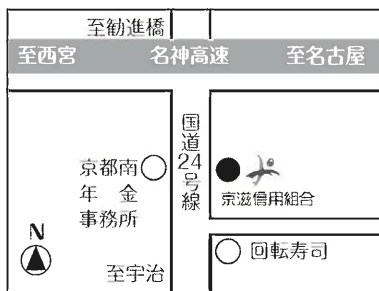 至勧進橋
至西宮 名神高速 至名古屋
国道24号線
京都南
年金
事務所
京滋信用組合
N
回転寿司
至宇治